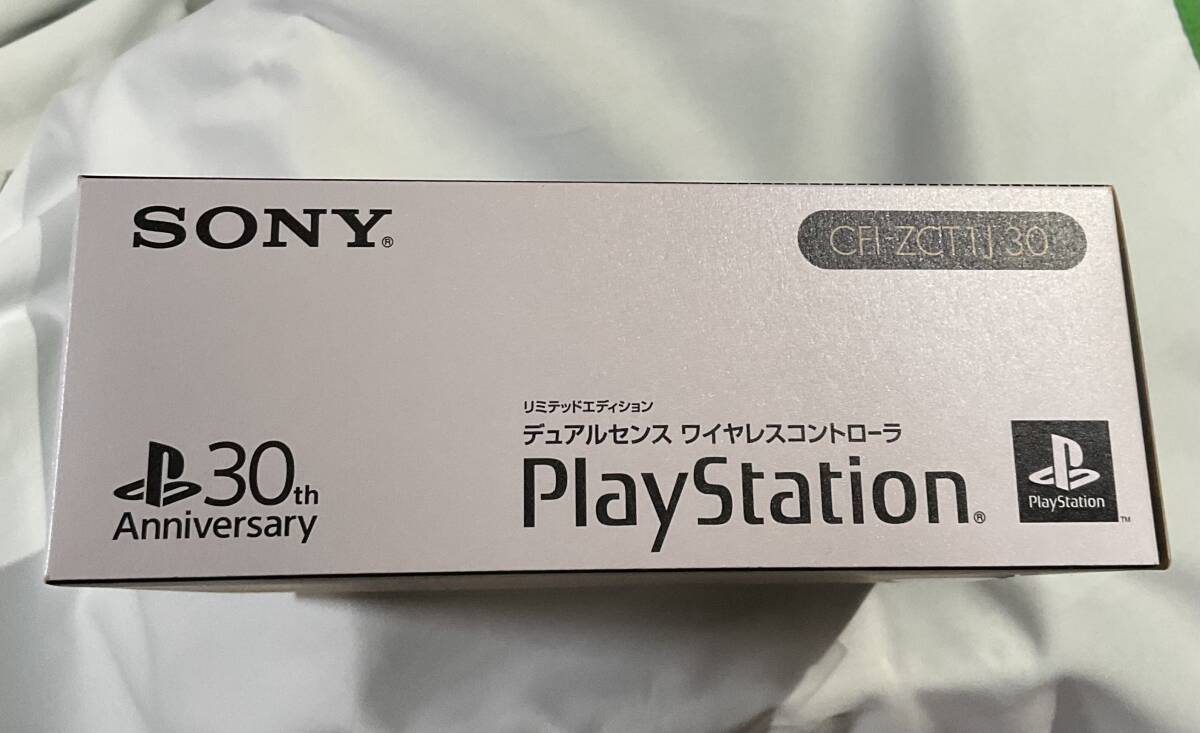 SONY®
CFI-ZCT1J 30
リミテッドエディション
デュアルセンス ワイヤレスコントローラ
PlayStation®
30th
Anniversary
PlayStation
™